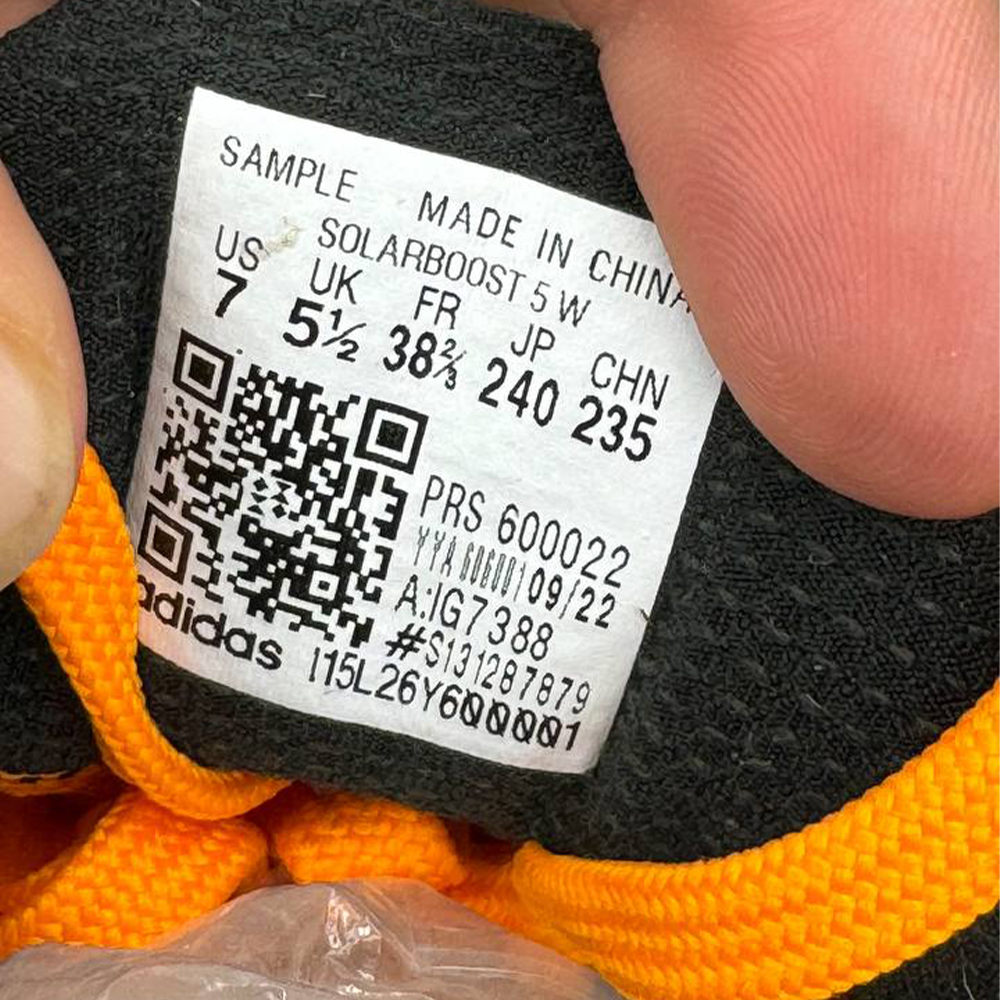 SAMPLE MADE IN CHINA
SOLARBOOST 5 W
US UK FR JP CHN
7 5½ 38⅔ 240 235
PRS 600022
09/22
A:IG7388
#S131287879
adidas I15L26Y600001